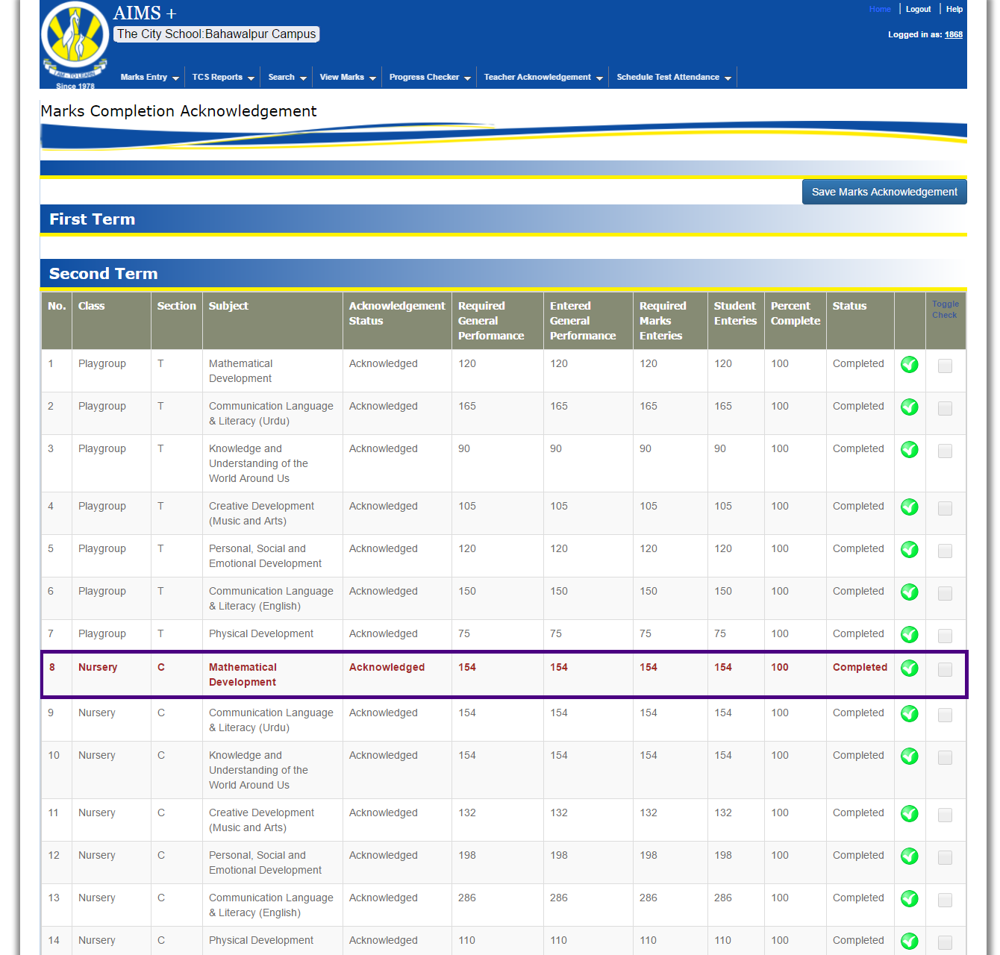 AIMS +
Home | Logout | Help
The City School:Bahawalpur Campus
Logged in as: 1868
I AM - TO LEARN
Since 1978
Marks Entry TCS Reports Search View Marks Progress Checker Teacher Acknowledgement Schedule Test Attendance
Marks Completion Acknowledgement
Save Marks Acknowledgement
First Term
Second Term
No. Class Section Subject Acknowledgement Required Entered Required Student Percent Status Toggle
Status General General Marks Enteries Complete Check
Performance Performance Enteries
1 Playgroup T Mathematical Acknowledged 120 120 120 120 100 Completed
Development
2 Playgroup T Communication Language Acknowledged 165 165 165 165 100 Completed
& Literacy (Urdu)
3 Playgroup T Knowledge and Acknowledged 90 90 90 90 100 Completed
Understanding of the
World Around Us
4 Playgroup T Creative Development Acknowledged 105 105 105 105 100 Completed
(Music and Arts)
5 Playgroup T Personal, Social and Acknowledged 120 120 120 120 100 Completed
Emotional Development
6 Playgroup T Communication Language Acknowledged 150 150 150 150 100 Completed
& Literacy (English)
7 Playgroup T Physical Development Acknowledged 75 75 75 75 100 Completed
8 Nursery C Mathematical Acknowledged 154 154 154 154 100 Completed
Development
9 Nursery C Communication Language Acknowledged 154 154 154 154 100 Completed
& Literacy (Urdu)
10 Nursery C Knowledge and Acknowledged 154 154 154 154 100 Completed
Understanding of the
World Around Us
11 Nursery C Creative Development Acknowledged 132 132 132 132 100 Completed
(Music and Arts)
12 Nursery C Personal, Social and Acknowledged 198 198 198 198 100 Completed
Emotional Development
13 Nursery C Communication Language Acknowledged 286 286 286 286 100 Completed
& Literacy (English)
14 Nursery C Physical Development Acknowledged 110 110 110 110 100 Completed